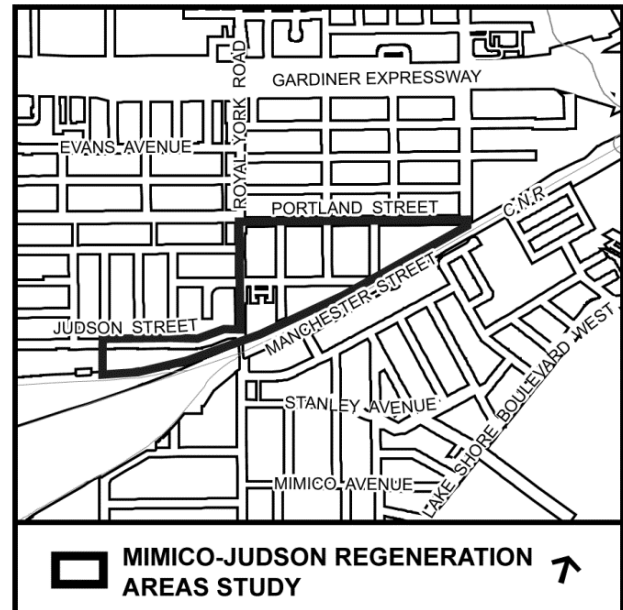 GARDINER EXPRESSWAY
ROYAL YORK ROAD
EVANS AVENUE
PORTLAND STREET
C.N.R
MANCHESTER STREET
JUDSON STREET
STANLEY AVENUE
LAKE SHORE BOULEVARD WEST
MIMICO AVENUE
MIMICO-JUDSON REGENERATION
AREAS STUDY